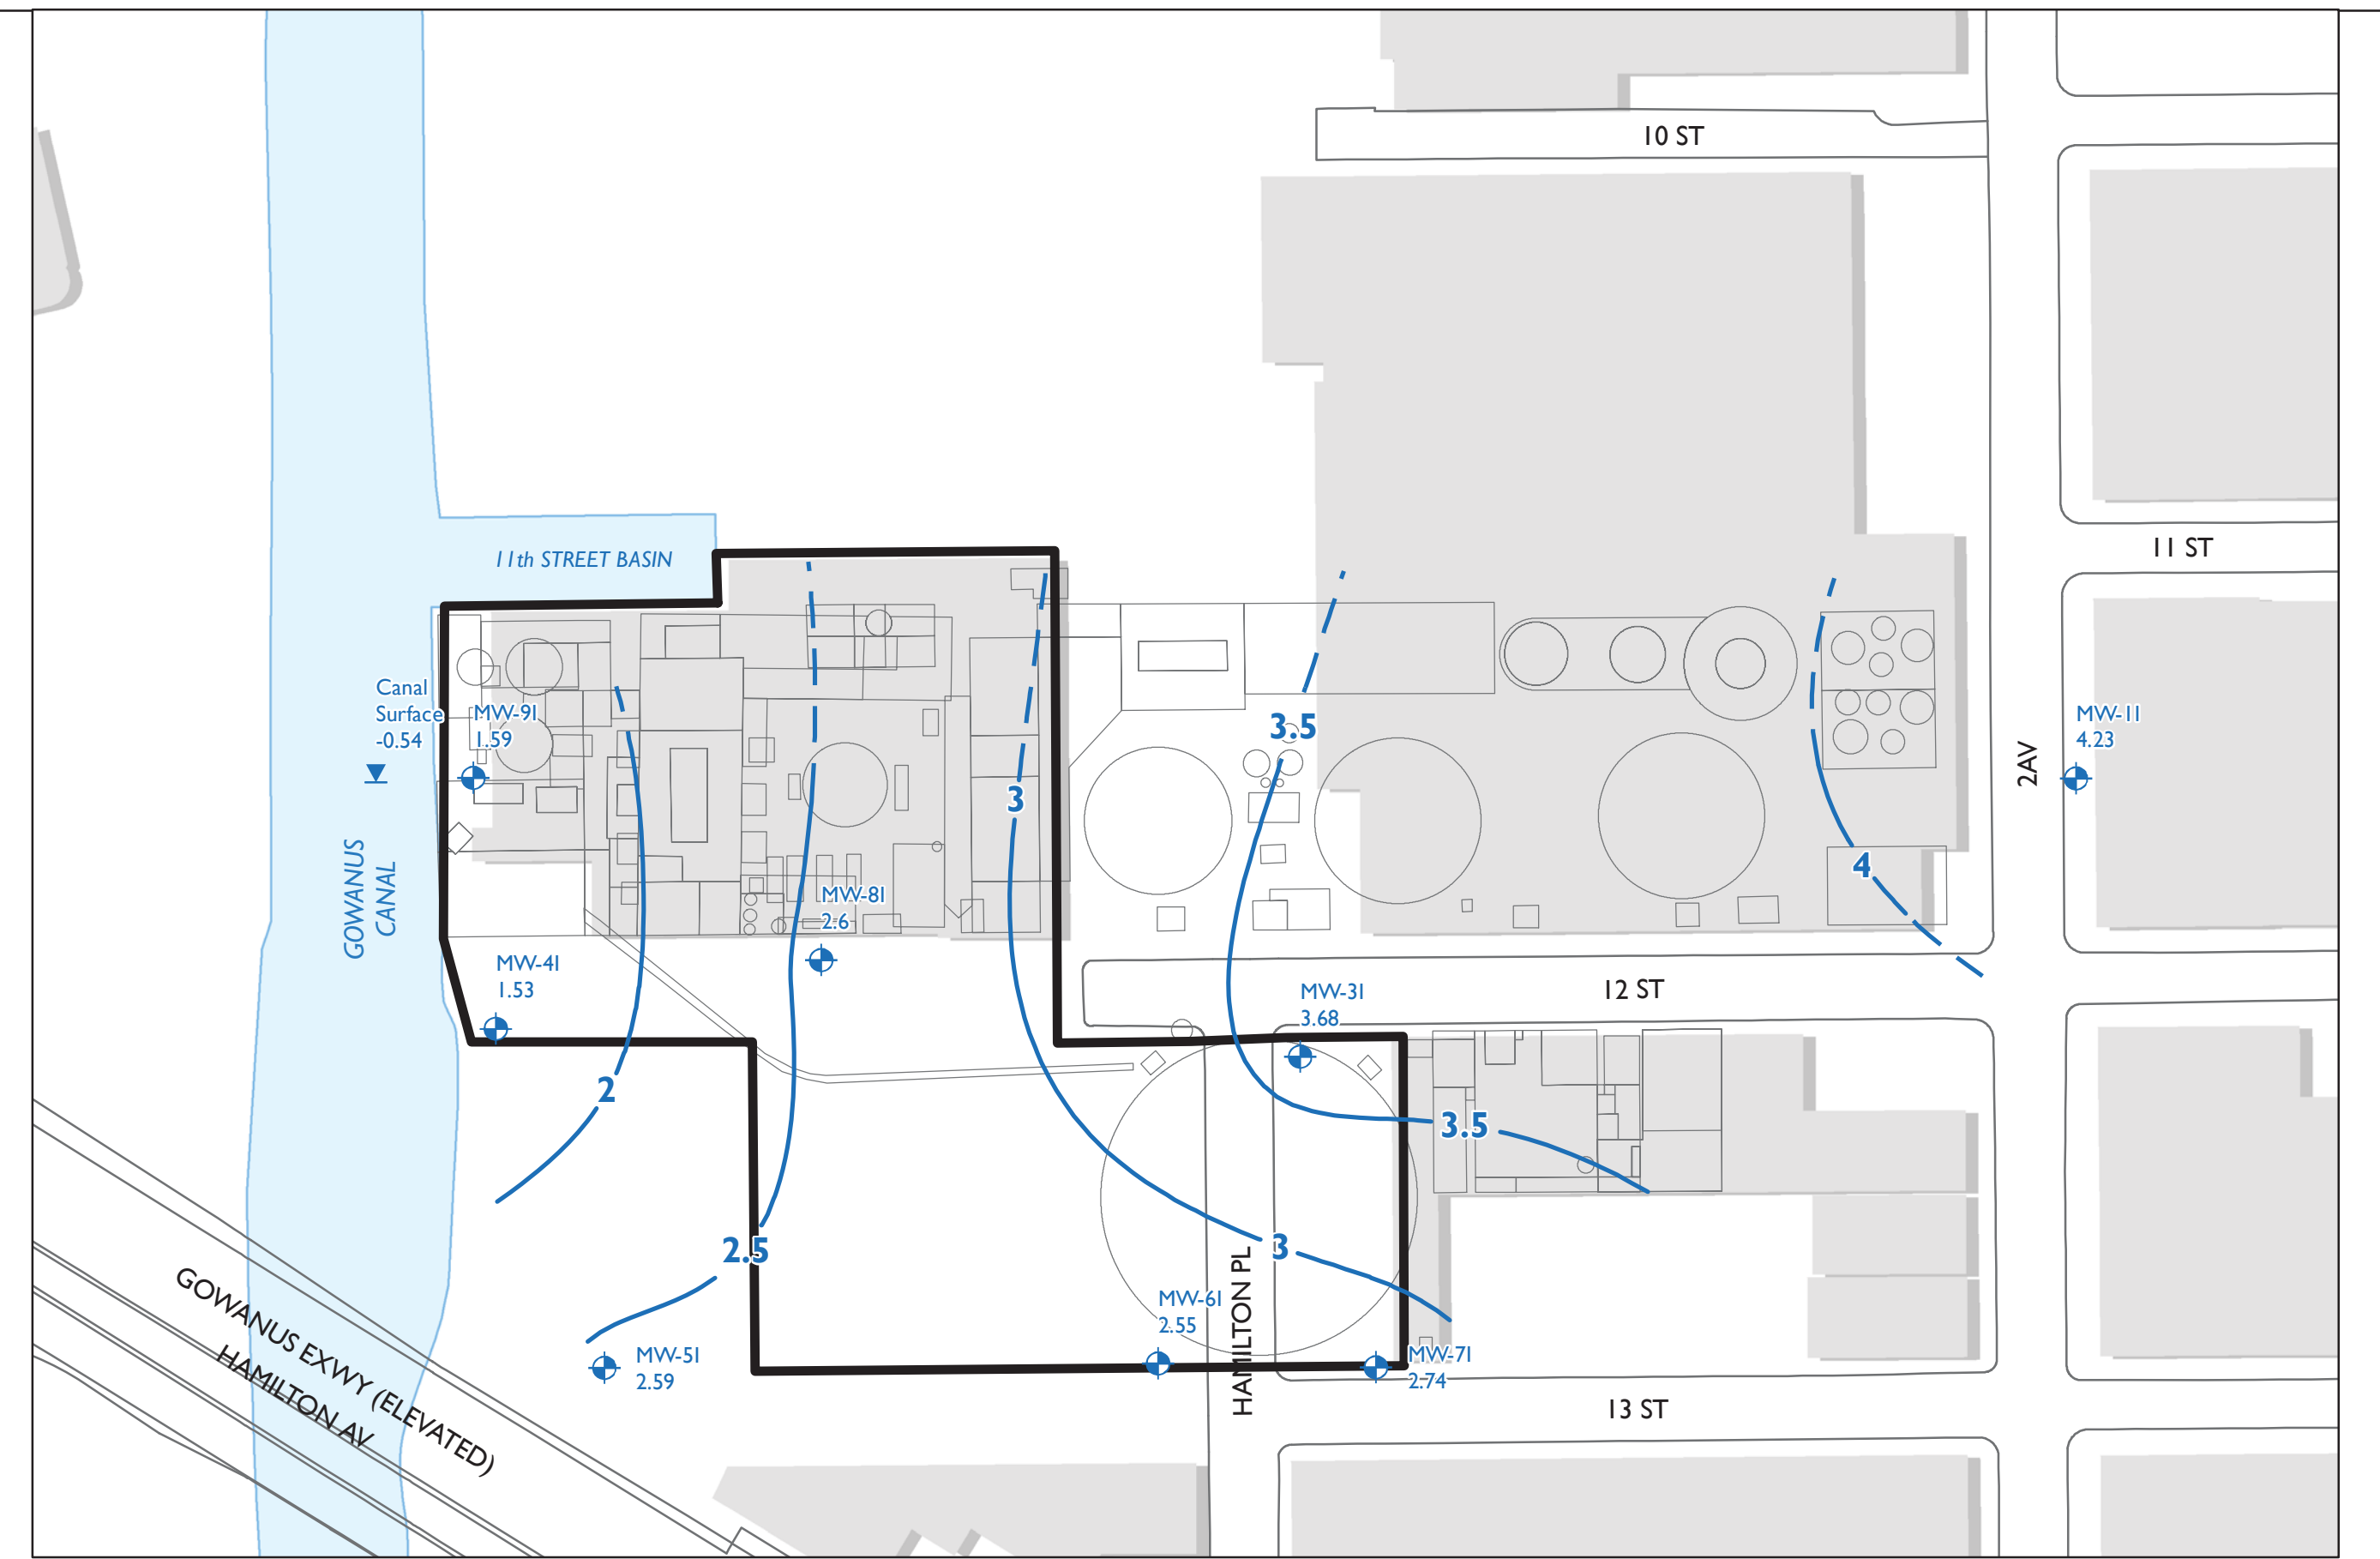 10 ST
11 ST
11th STREET BASIN
Canal
Surface
-0.54
MW-9I
1.59
3.5
MW-1I
4.23
2AV
3
4
GOWANUS
CANAL
MW-8I
2.6
MW-4I
1.53
12 ST
MW-3I
3.68
2
3.5
2.5
3
HAMILTON PL
MW-6I
2.55
MW-5I
2.59
MW-7I
2.74
13 ST
GOWANUS EXWY (ELEVATED)
HAMILTON AV